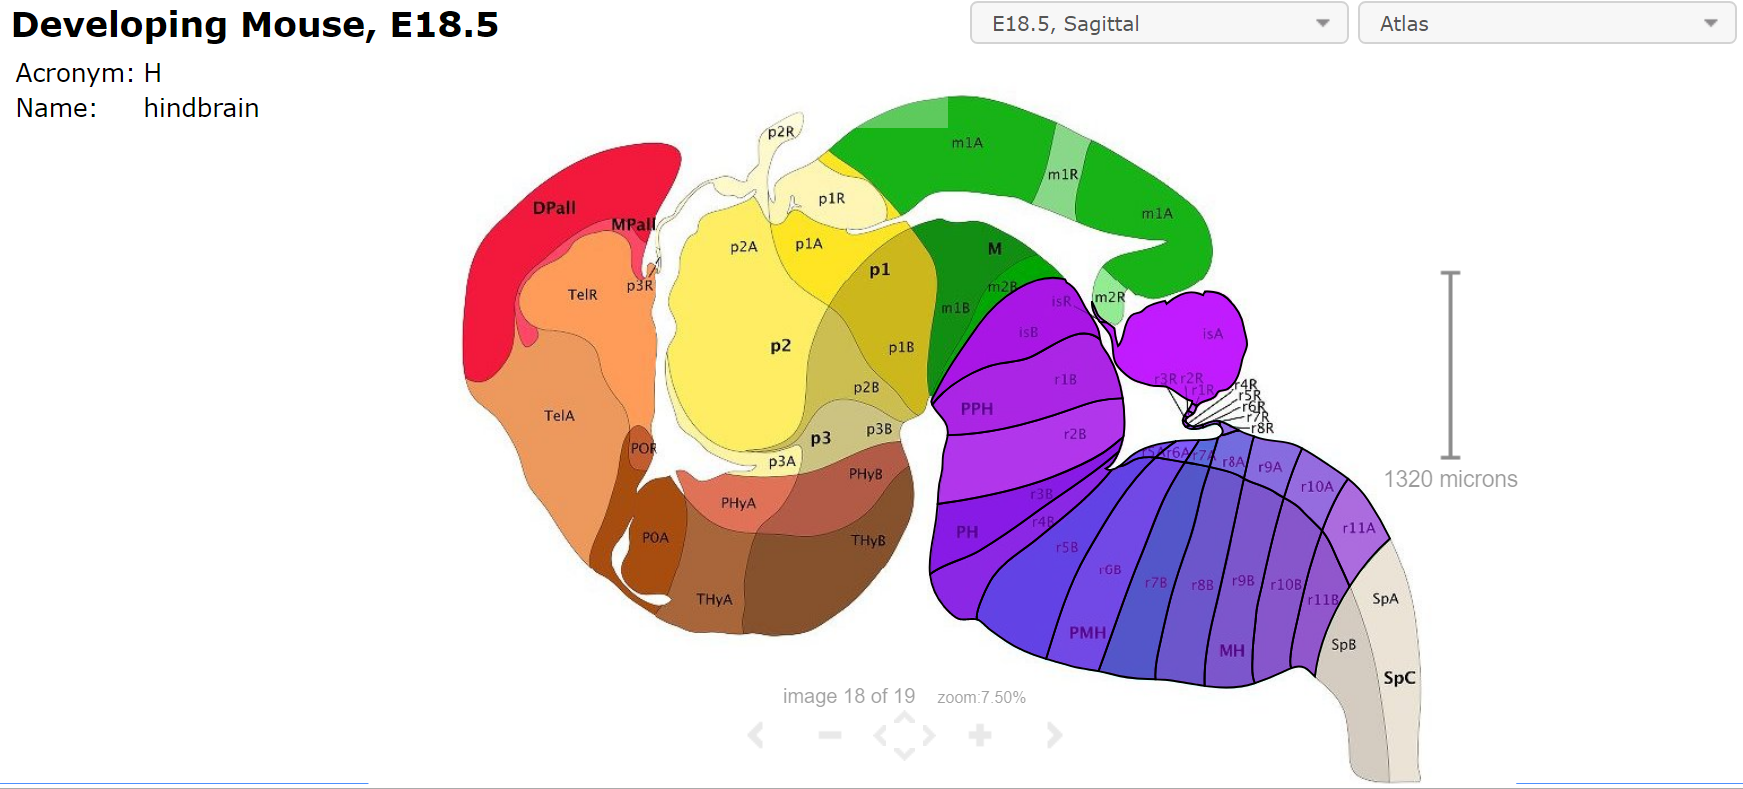 Developing Mouse, E18.5
E18.5, Sagittal
Atlas
Acronym: H
Name: hindbrain
p2R
m1A
m1R
p1R
DPall
MPall
m1A
p2A
p1A
M
p1
p3R
TelR
m2B
m2R
isR
m1B
isB
isA
p2
p1B
r1B
r3R
r2R
r1R
r4R
r5R
r6R
r7R
r8R
p2B
PPH
TelA
p3
p3B
r2B
POR
p3A
r5A
r6A
r7A
r8A
r9A
PHyB
r10A
1320 microns
PHyA
r3B
r4B
r11A
PH
POA
THyB
r5B
r6B
r7B
r8B
r9B
r10B
r11B
THyA
SpA
PMH
MH
SpB
SpC
image 18 of 19
zoom:7.50%